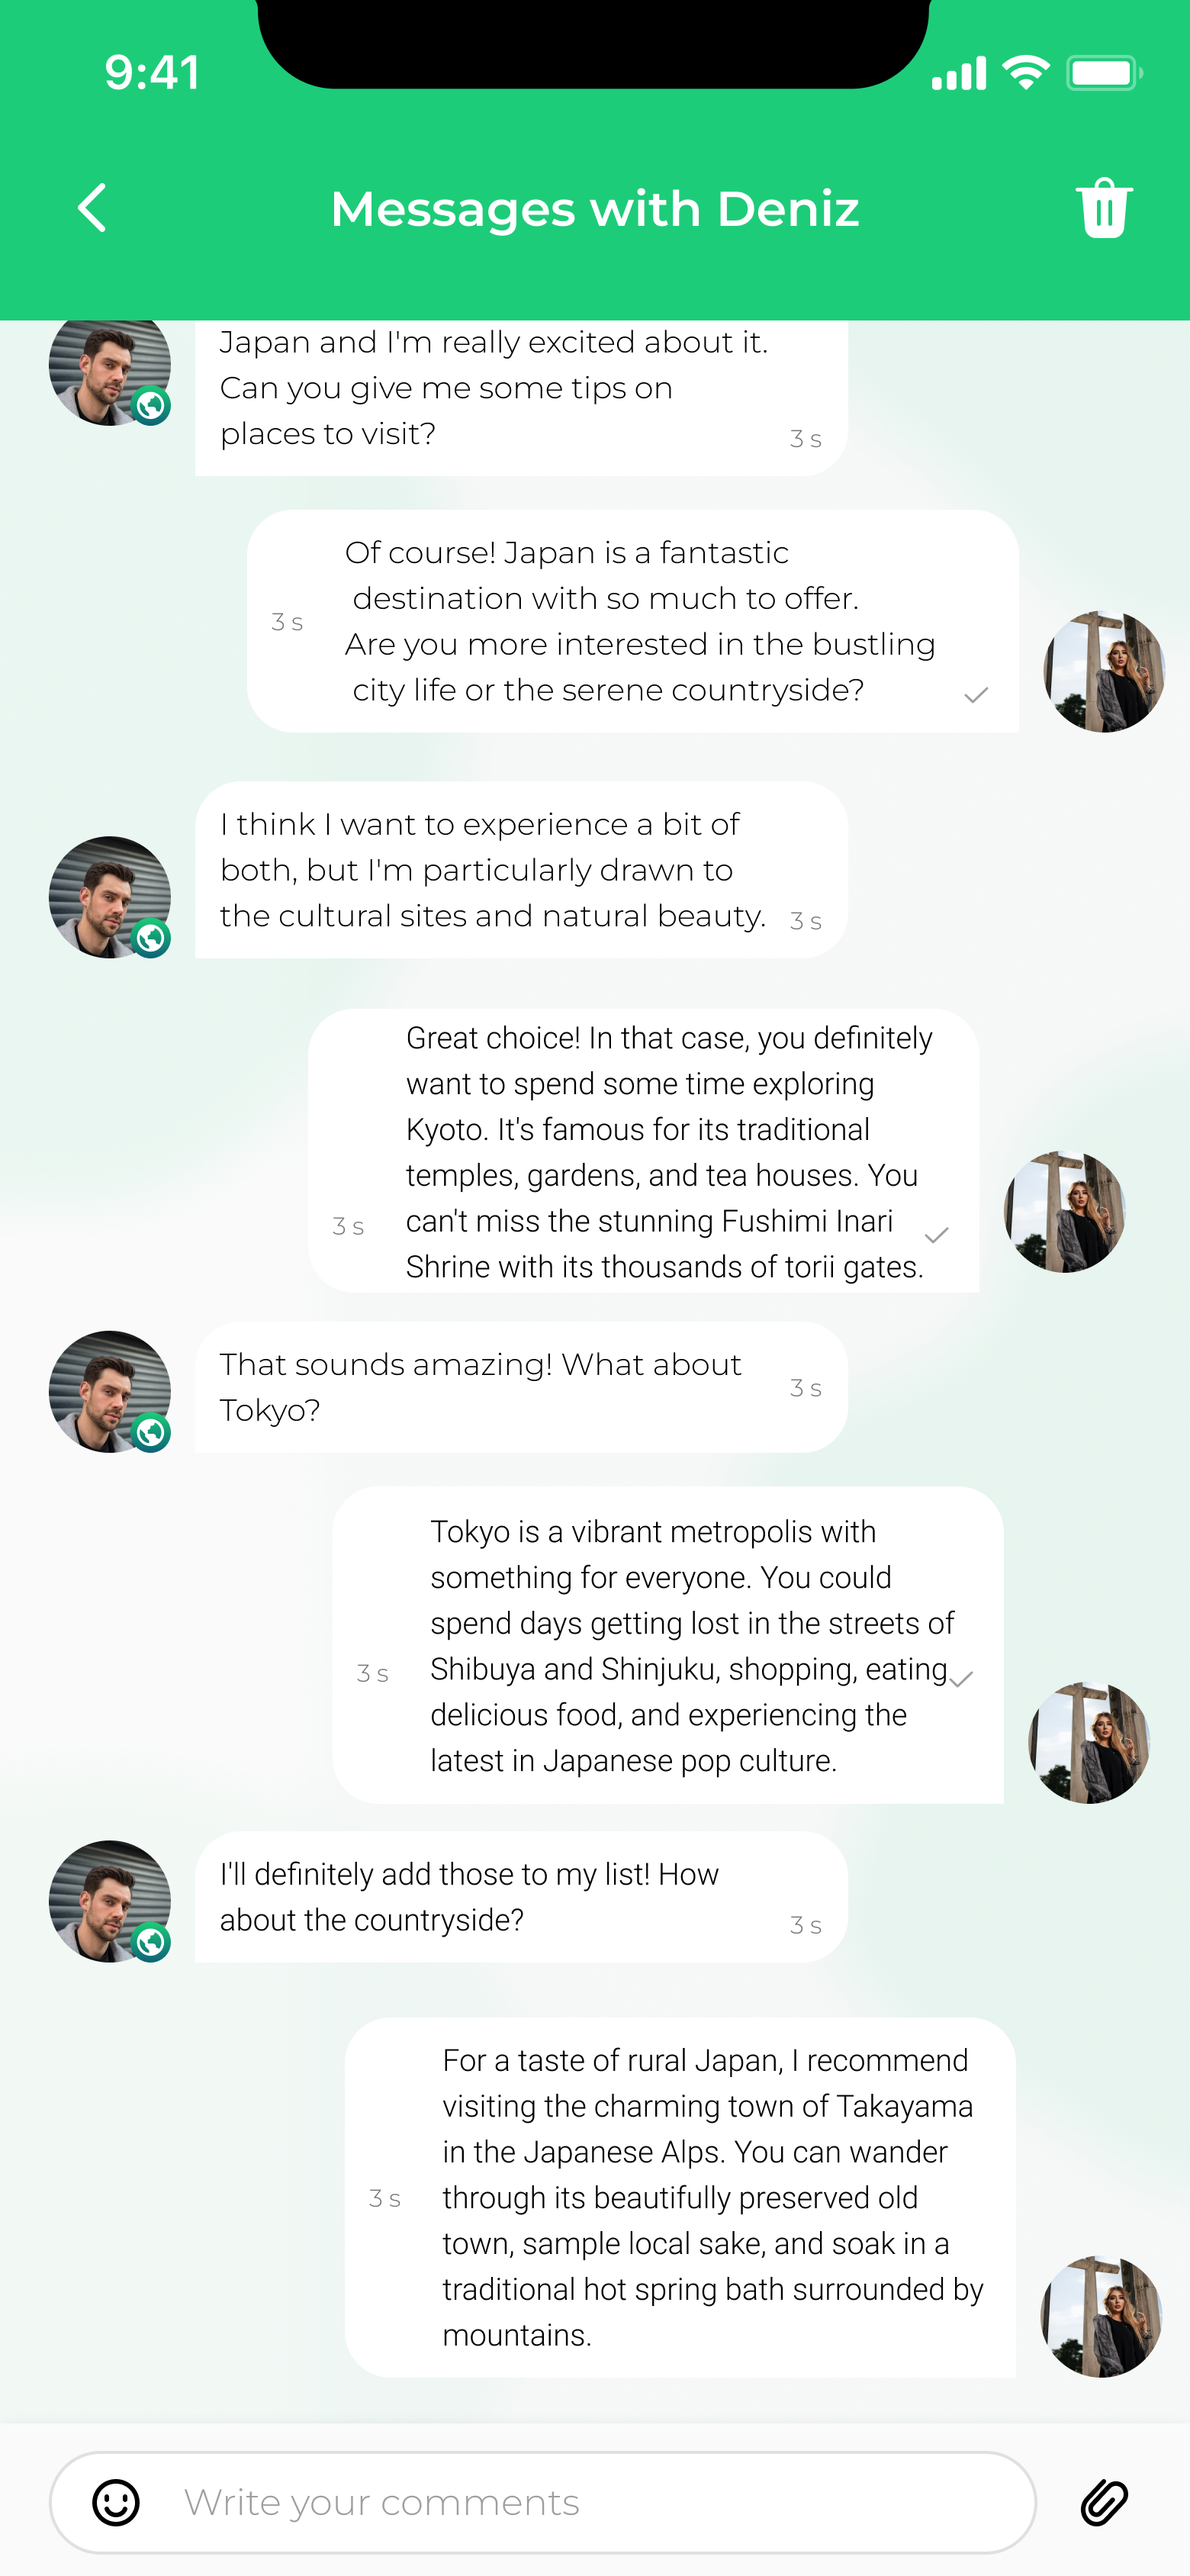 9:41
Messages with Deniz
Japan and I'm really excited about it.
Can you give me some tips on
places to visit?
3 s
Of course! Japan is a fantastic
destination with so much to offer.
Are you more interested in the bustling
city life or the serene countryside?
3 s
I think I want to experience a bit of
both, but I'm particularly drawn to
the cultural sites and natural beauty.
3 s
Great choice! In that case, you definitely
want to spend some time exploring
Kyoto. It's famous for its traditional
temples, gardens, and tea houses. You
can't miss the stunning Fushimi Inari
Shrine with its thousands of torii gates.
3 s
That sounds amazing! What about
Tokyo?
3 s
Tokyo is a vibrant metropolis with
something for everyone. You could
spend days getting lost in the streets of
Shibuya and Shinjuku, shopping, eating
delicious food, and experiencing the
latest in Japanese pop culture.
3 s
I'll definitely add those to my list! How
about the countryside?
3 s
For a taste of rural Japan, I recommend
visiting the charming town of Takayama
in the Japanese Alps. You can wander
through its beautifully preserved old
town, sample local sake, and soak in a
traditional hot spring bath surrounded by
mountains.
3 s
Write your comments